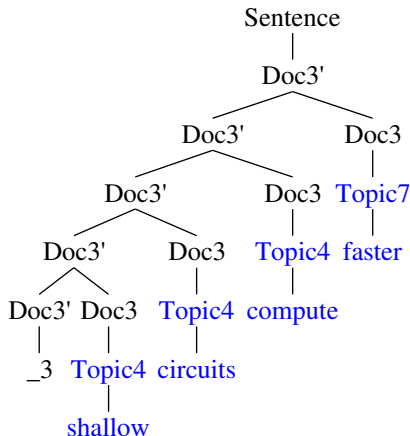 Sentence
Doc3'
Doc3' Doc3
Doc3' Doc3 Topic7
Doc3' Doc3 Topic4 faster
Doc3' Doc3 Topic4 compute
_3 Topic4 circuits
shallow